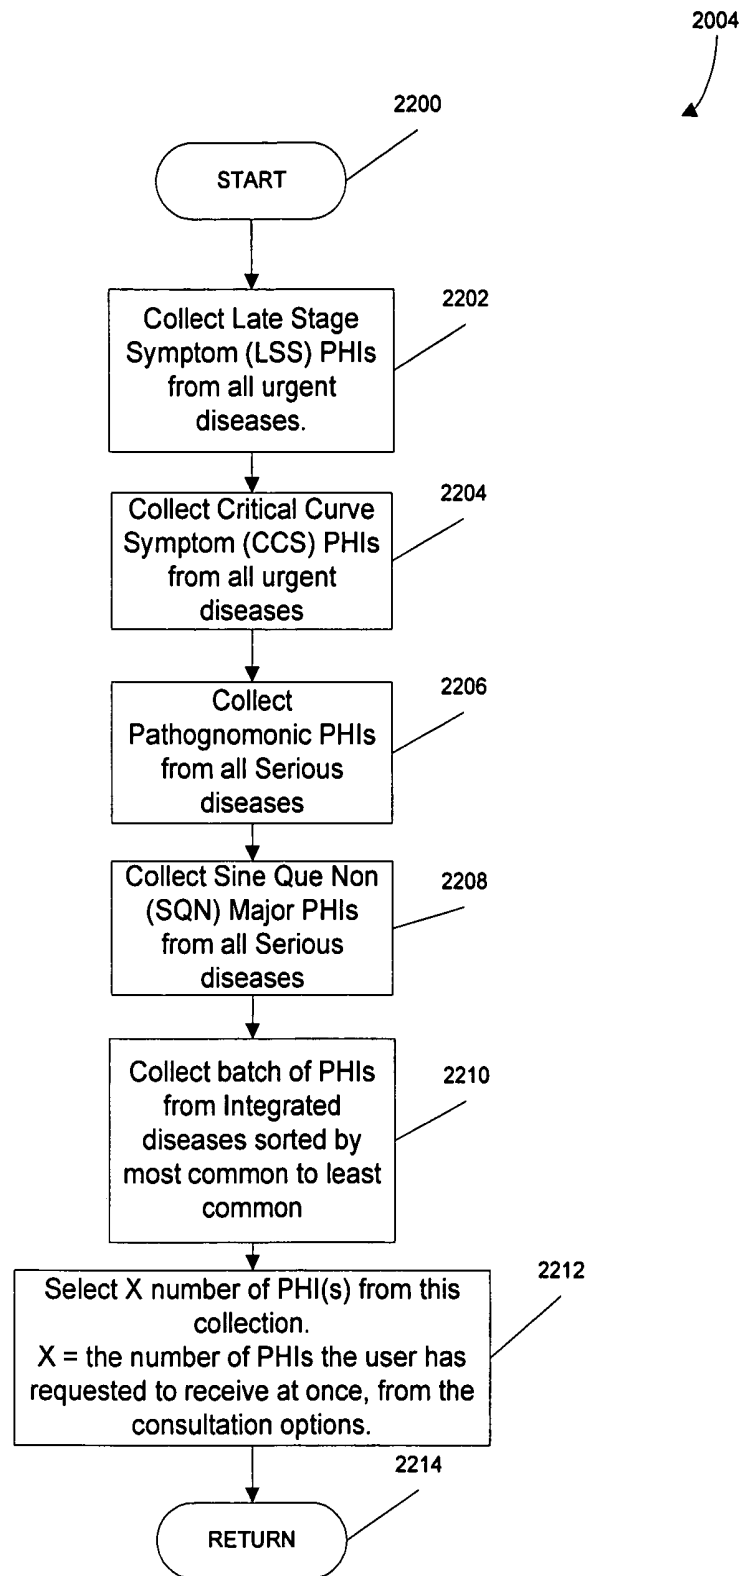 2004
2200
START
2202
Collect Late Stage
Symptom (LSS) PHIs
from all urgent
diseases.
2204
Collect Critical Curve
Symptom (CCS) PHIs
from all urgent
diseases
2206
Collect
Pathognomonic PHIs
from all Serious
diseases
2208
Collect Sine Que Non
(SQN) Major PHIs
from all Serious
diseases
2210
Collect batch of PHIs
from Integrated
diseases sorted by
most common to least
common
2212
Select X number of PHI(s) from this
collection.
X = the number of PHIs the user has
requested to receive at once, from the
consultation options.
2214
RETURN